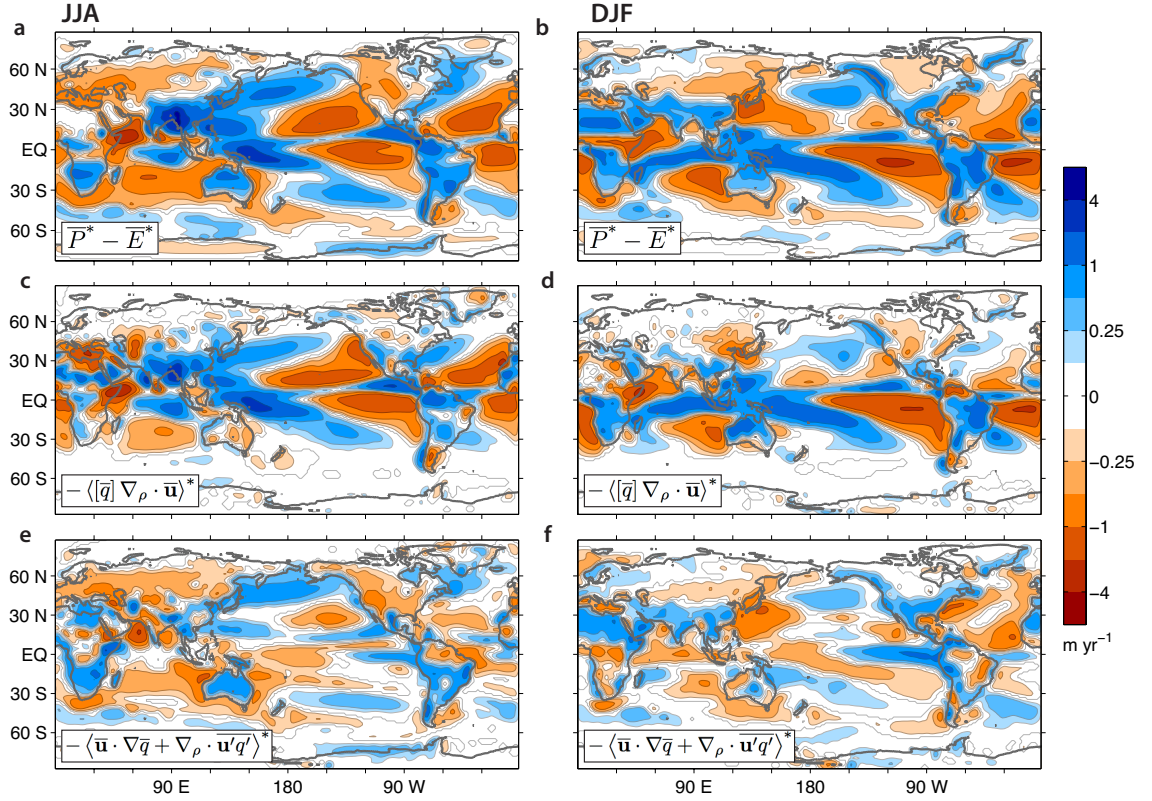 JJA
DJF
a
b
60 N
30 N
EQ
30 S
60 S
P̅* − E̅*
P̅* − E̅*
c
d
60 N
30 N
EQ
30 S
60 S
− ⟨[q̅] ∇ρ · u̅⟩*
− ⟨[q̅] ∇ρ · u̅⟩*
e
f
60 N
30 N
EQ
30 S
60 S
− ⟨u̅ · ∇q̅ + ∇ρ · u̅′q̅′⟩*
− ⟨u̅ · ∇q̅ + ∇ρ · u̅′q̅′⟩*
90 E
180
90 W
90 E
180
90 W
4
1
0.25
0
−0.25
−1
−4
m yr⁻¹